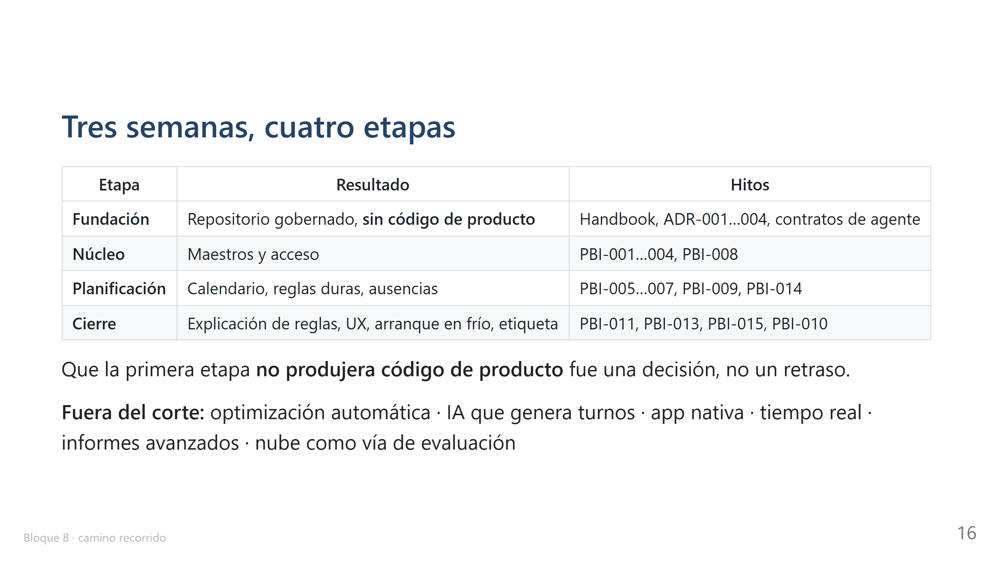 Tres semanas, cuatro etapas
Etapa Resultado Hitos
Fundación Repositorio gobernado, sin código de producto Handbook, ADR-001…004, contratos de agente
Núcleo Maestros y acceso PBI-001…004, PBI-008
Planificación Calendario, reglas duras, ausencias PBI-005…007, PBI-009, PBI-014
Cierre Explicación de reglas, UX, arranque en frío, etiqueta PBI-011, PBI-013, PBI-015, PBI-010
Que la primera etapa no produjera código de producto fue una decisión, no un retraso.
Fuera del corte: optimización automática · IA que genera turnos · app nativa · tiempo real ·
informes avanzados · nube como vía de evaluación
Bloque 8 · camino recorrido
16